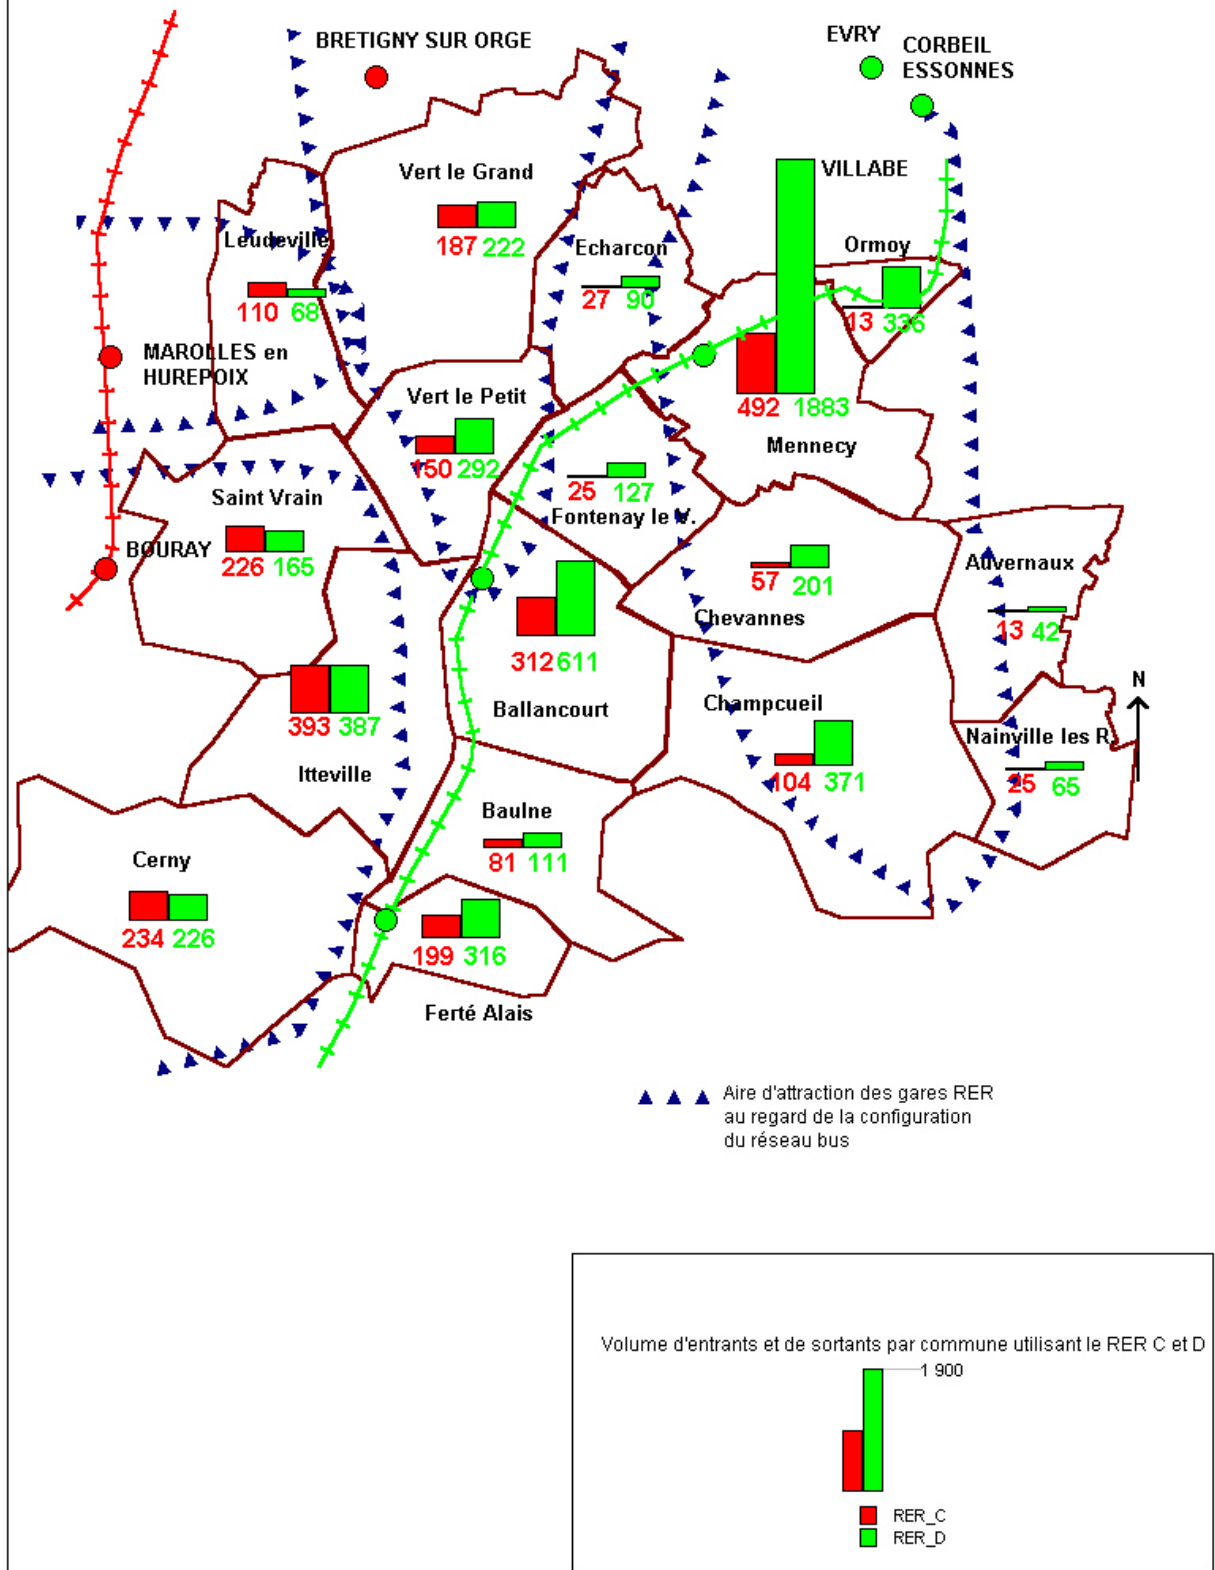 BRETIGNY SUR ORGE
EVRY
CORBEIL
ESSONNES
Vert le Grand
187 222
VILLABE
Leudeville
110 68
Echarcon
27 90
Ormoy
13 336
MAROLLES en
HUREPOIX
Vert le Petit
150 292
492 1883
Mennecy
Saint Vrain
226 165
25 127
Fontenay le V.
BOURAY
57 201
Chevannes
Auvernaux
13 42
312 611
Ballancourt
393 387
Itteville
Champcueil
104 371
N
Nainville les R.
25 65
Baulne
81 111
Cerny
234 226
199 316
Ferté Alais
Aire d'attraction des gares RER
au regard de la configuration
du réseau bus
Volume d'entrants et de sortants par commune utilisant le RER C et D
1 900
RER_C
RER_D